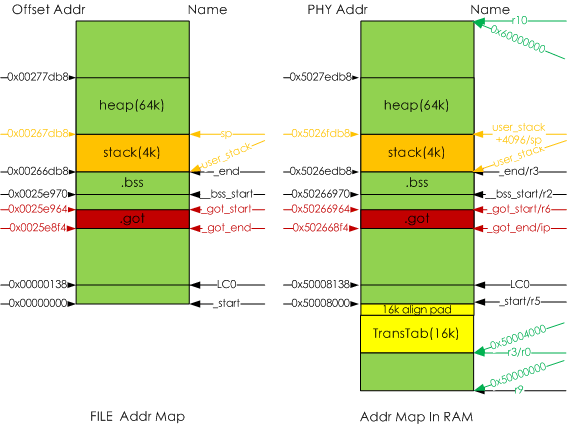 Offset Addr
Name
0x00277db8
heap(64k)
0x00267db8
sp
stack(4k)
user_stack
0x00266db8
_end
.bss
0x0025e970
__bss_start
0x0025e964
_got_start
.got
0x0025e8f4
_got_end
0x00000138
LC0
0x00000000
_start
FILE Addr Map
PHY Addr
Name
r10
0x60000000
0x5027edb8
heap(64k)
0x5026fdb8
user_stack
+4096/sp
stack(4k)
user_stack
0x5026edb8
_end/r3
.bss
0x50266970
__bss_start/r2
0x50266964
_got_start/r6
.got
0x502668f4
_got_end/ip
0x50008138
LC0
0x50008000
_start/r5
16k align pad
TransTab(16k)
0x50004000
r3/r0
0x50000000
r9
Addr Map In RAM